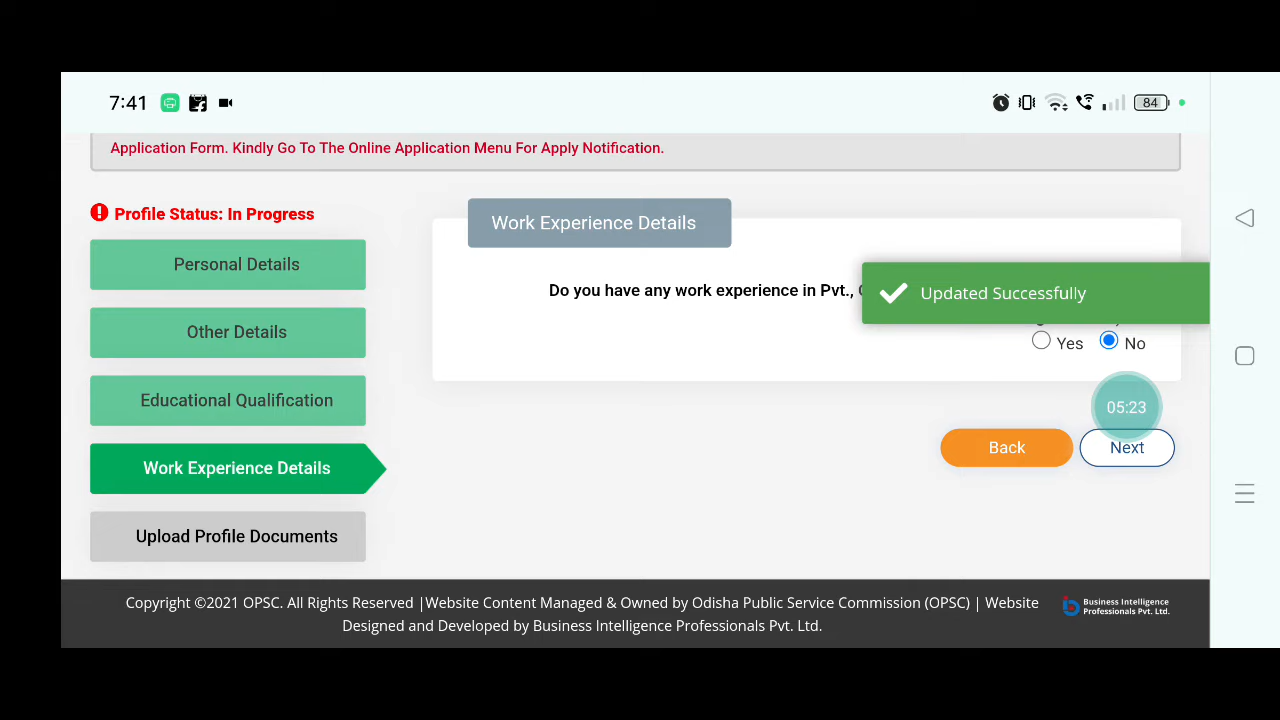 7:41
84
Application Form. Kindly Go To The Online Application Menu For Apply Notification.
Profile Status: In Progress
Work Experience Details
Personal Details
Do you have any work experience in Pvt.,
Updated Successfully
Other Details
Yes No
Educational Qualification
05:23
Back Next
Work Experience Details
Upload Profile Documents
Copyright ©2021 OPSC. All Rights Reserved |Website Content Managed & Owned by Odisha Public Service Commission (OPSC) | Website
Designed and Developed by Business Intelligence Professionals Pvt. Ltd.
Business Intelligence
Professionals Pvt. Ltd.